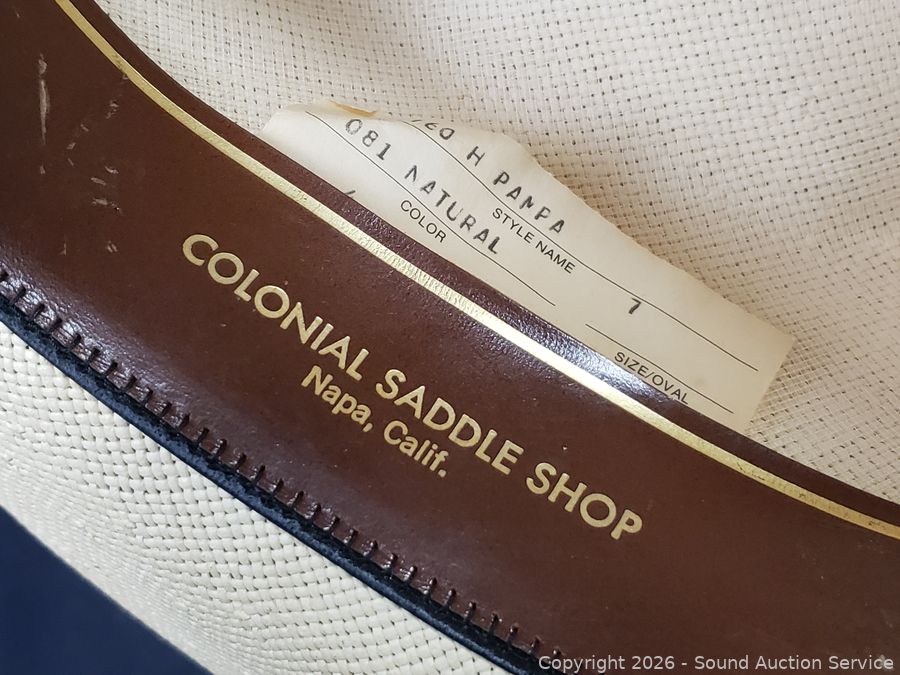 H PAMPA
STYLE NAME
081 NATURAL
COLOR
7
SIZE/OVAL
COLONIAL SADDLE SHOP
Napa, Calif.
Copyright 2026 - Sound Auction Service